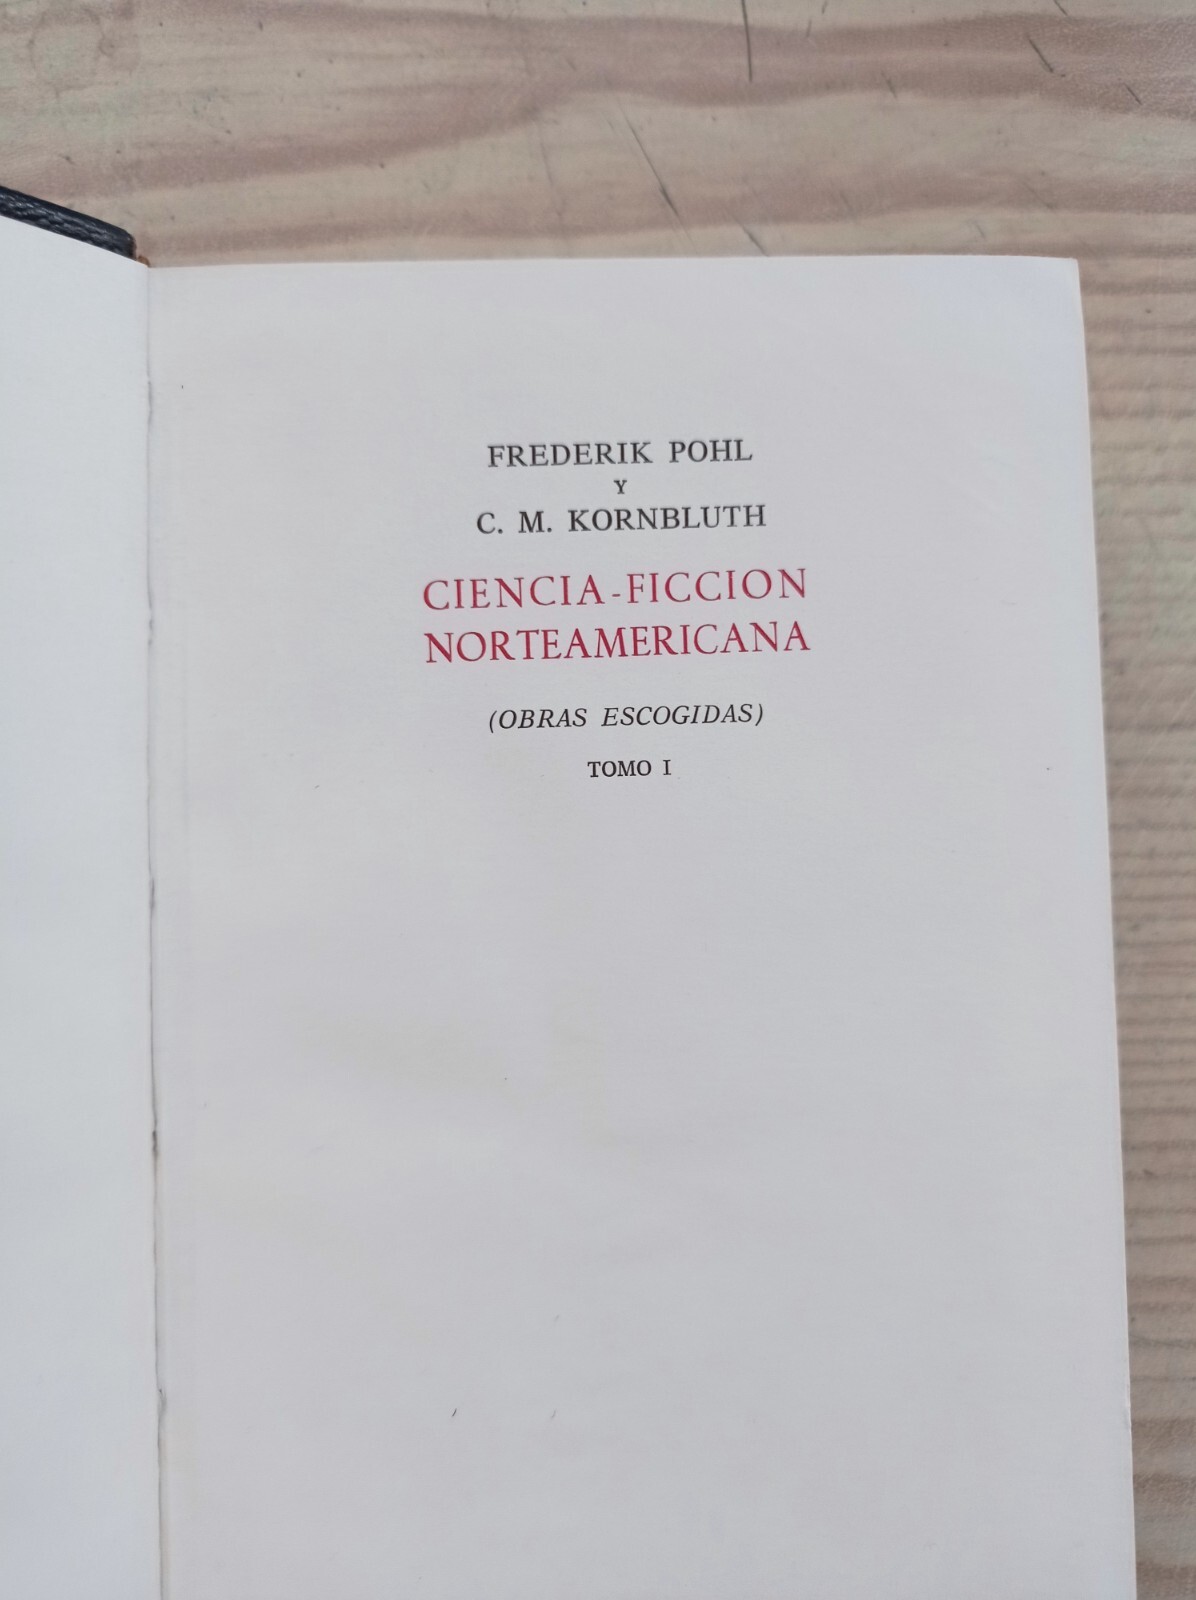 FREDERIK POHL
Y
C. M. KORNBLUTH
CIENCIA-FICCION
NORTEAMERICANA
(OBRAS ESCOGIDAS)
TOMO I